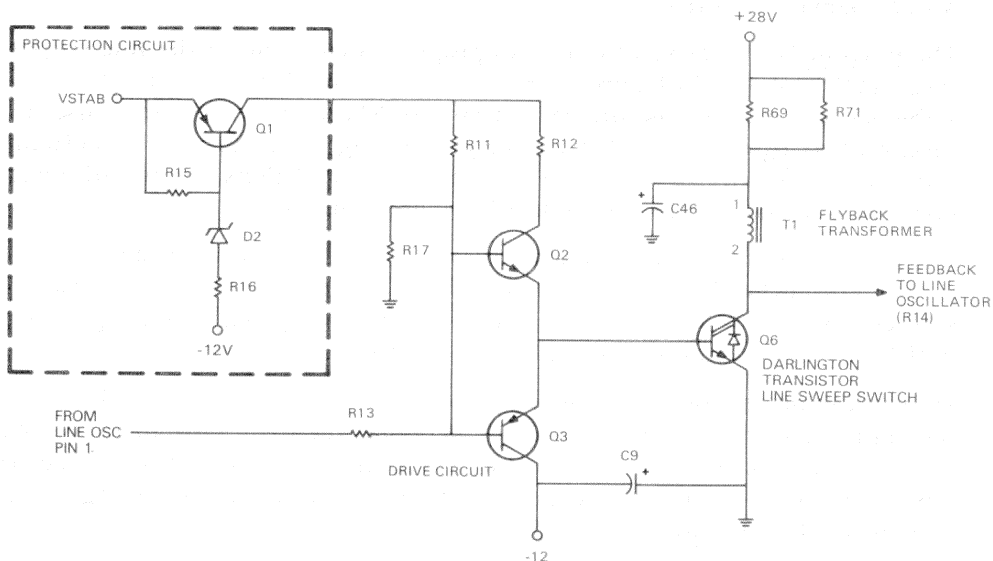 +28V
PROTECTION CIRCUIT
VSTAB
Q1
R11
R12
R69
R71
R15
C46
1
T1
FLYBACK
TRANSFORMER
D2
R17
Q2
2
R16
FEEDBACK
TO LINE
OSCILLATOR
(R14)
-12V
Q6
DARLINGTON
TRANSISTOR
LINE SWEEP SWITCH
FROM
LINE OSC
PIN 1
R13
Q3
DRIVE CIRCUIT
C9
+
+
-12